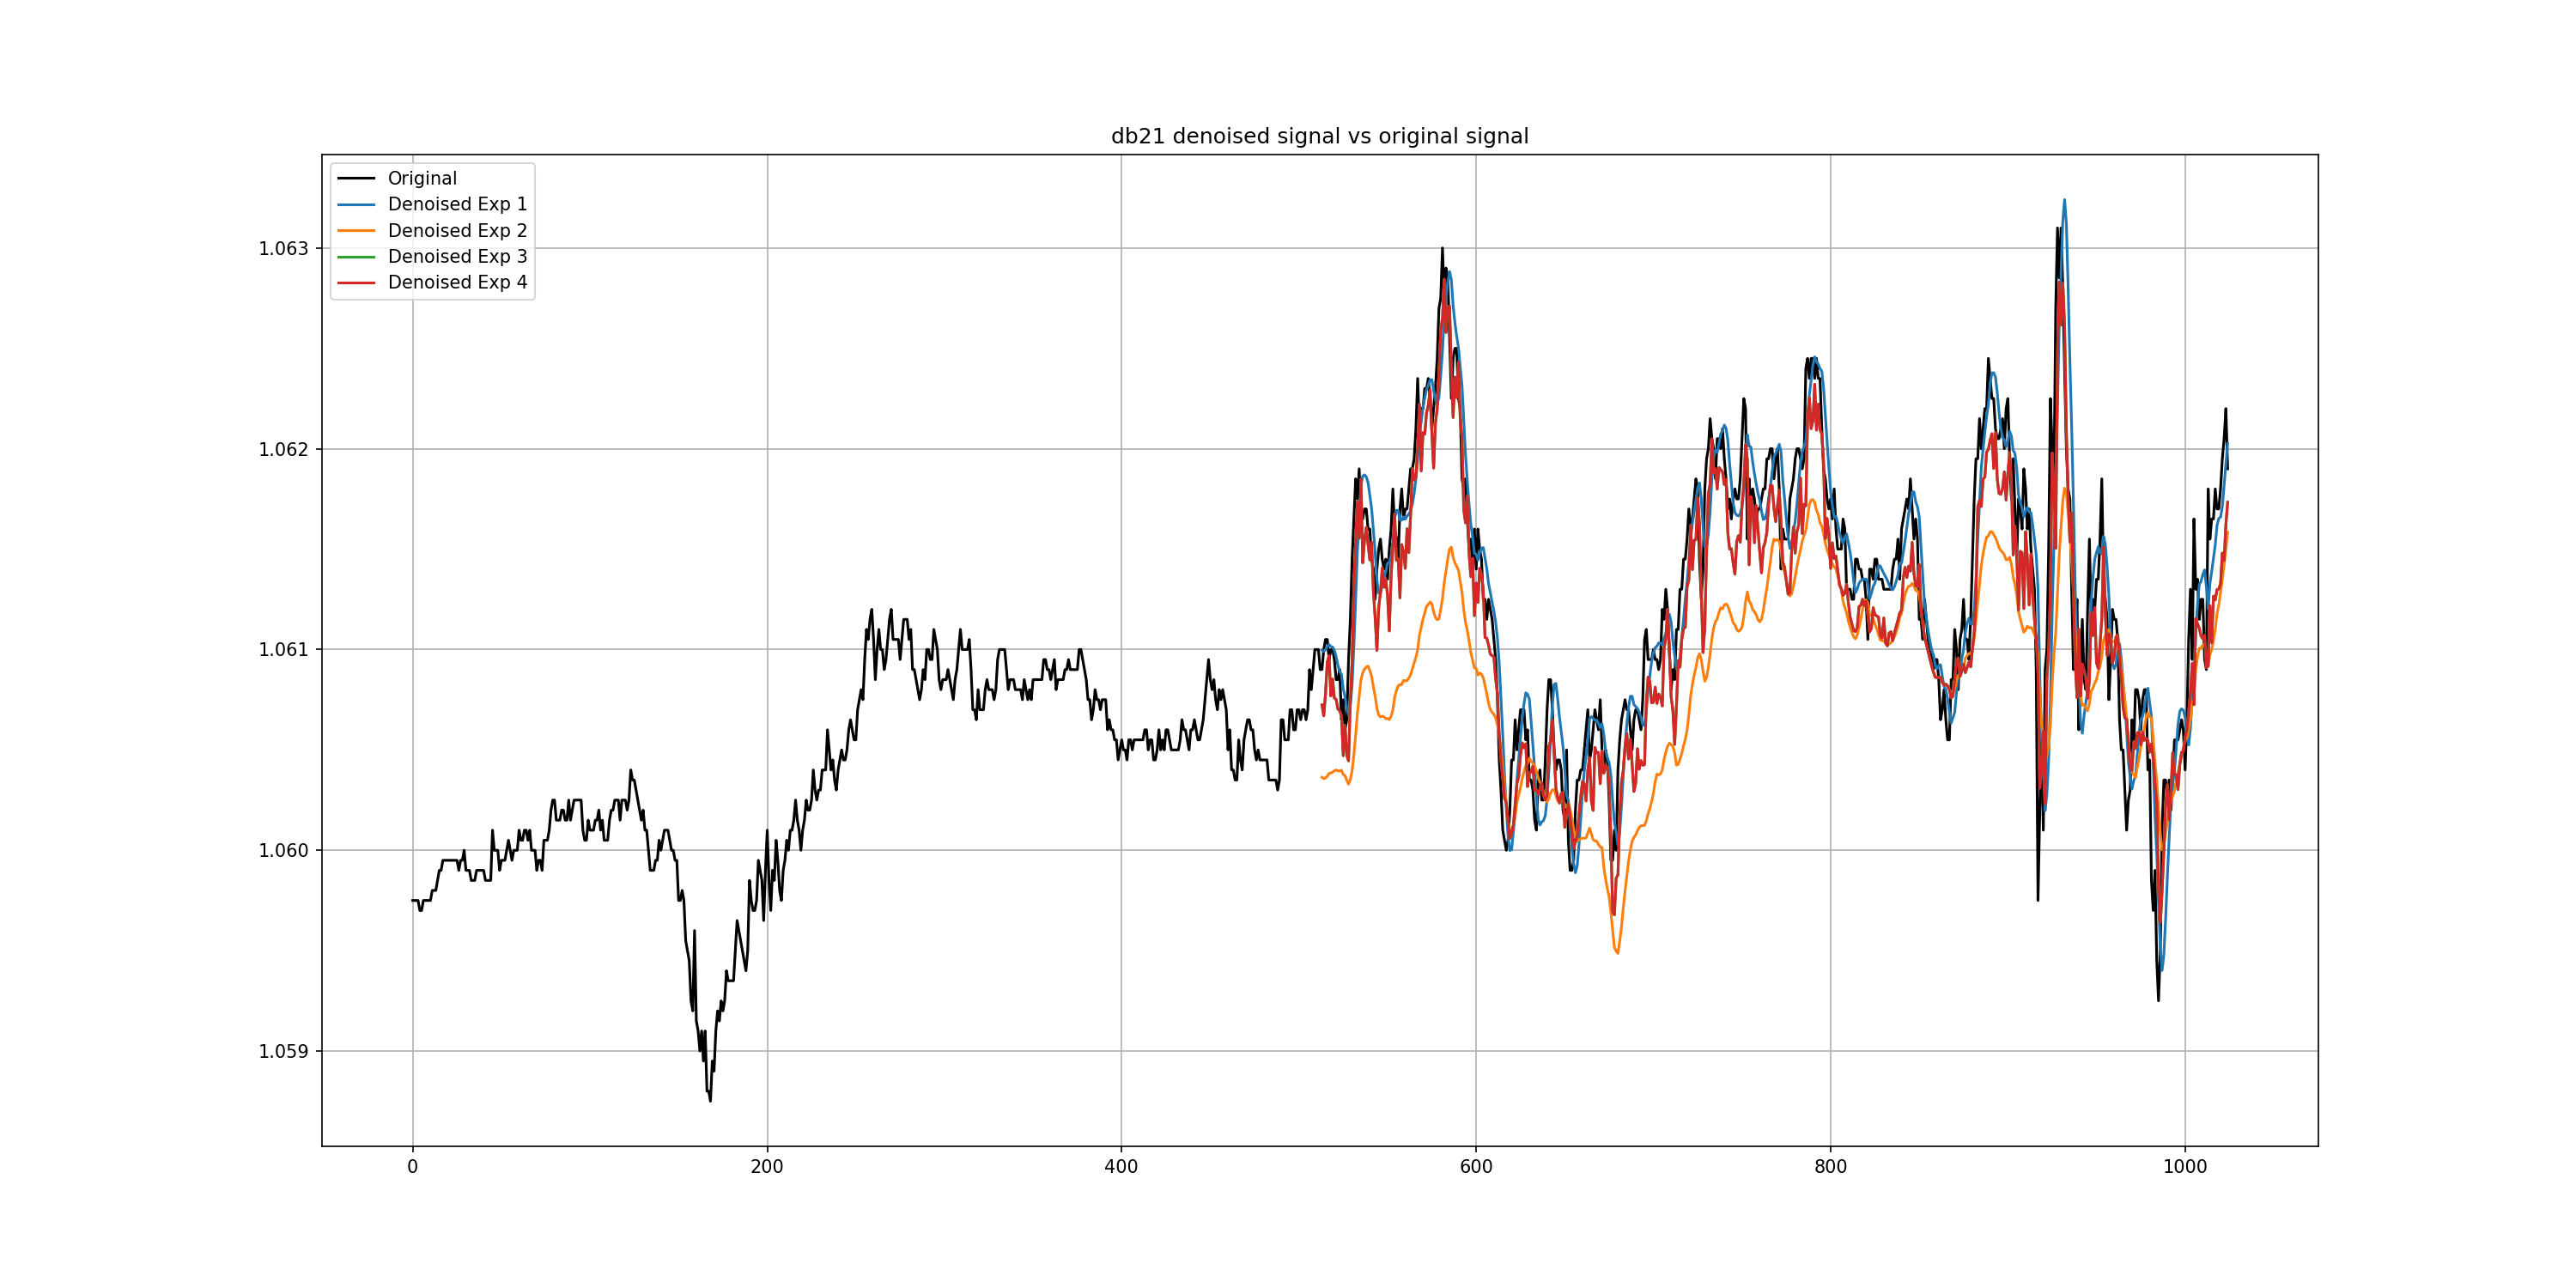 db21 denoised signal vs original signal
Original
Denoised Exp 1
Denoised Exp 2
Denoised Exp 3
Denoised Exp 4
1.063
1.062
1.061
1.060
1.059
0 200 400 600 800 1000